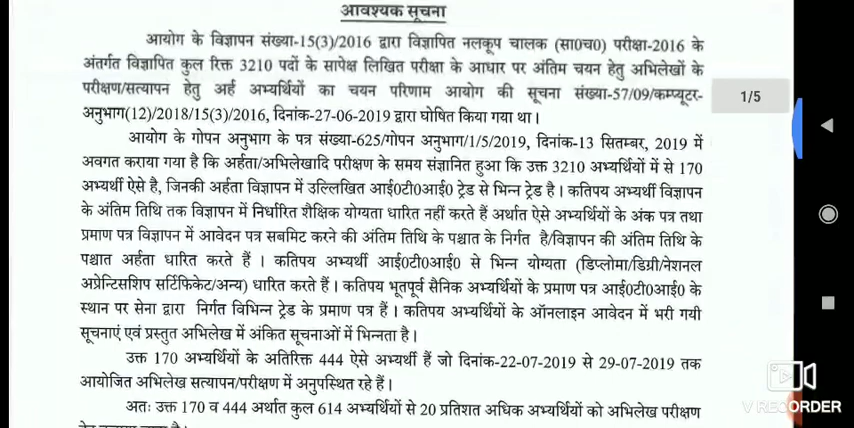 आवश्यक सूचना
आयोग के विज्ञापन संख्या-15(3)/2016 द्वारा विज्ञापित नलकूप चालक (सा0च0) परीक्षा-2016 के
अंतर्गत विज्ञापित कुल रिक्त 3210 पदों के सापेक्ष लिखित परीक्षा के आधार पर अंतिम चयन हेतु अभिलेखों के
परीक्षण/सत्यापन हेतु अर्ह अभ्यर्थियों का चयन परिणाम आयोग की सूचना संख्या-57/09/कम्प्यूटर-
अनुभाग(12)/2018/15(3)/2016, दिनांक-27-06-2019 द्वारा घोषित किया गया था।
1/5
आयोग के गोपन अनुभाग के पत्र संख्या-625/गोपन अनुभाग/1/5/2019, दिनांक-13 सितम्बर, 2019 में
अवगत कराया गया है कि अर्हता/अभिलेखादि परीक्षण के समय संज्ञानित हुआ कि उक्त 3210 अभ्यर्थियों में से 170
अभ्यर्थी ऐसे है, जिनकी अर्हता विज्ञापन में उल्लिखित आई0टी0आई0 ट्रेड से भिन्न ट्रेड है। कतिपय अभ्यर्थी विज्ञापन
के अंतिम तिथि तक विज्ञापन में निर्धारित शैक्षिक योग्यता धारित नहीं करते हैं अर्थात ऐसे अभ्यर्थियों के अंक पत्र तथा
प्रमाण पत्र विज्ञापन में आवेदन पत्र सबमिट करने की अंतिम तिथि के पश्चात के निर्गत है/विज्ञापन की अंतिम तिथि के
पश्चात अर्हता धारित करते हैं । कतिपय अभ्यर्थी आई0टी0आई0 से भिन्न योग्यता (डिप्लोमा/डिग्री/नेशनल
अप्रेन्टिसशिप सर्टिफिकेट/अन्य) धारित करते हैं। कतिपय भूतपूर्व सैनिक अभ्यर्थियों के प्रमाण पत्र आई0टी0आई0 के
स्थान पर सेना द्वारा निर्गत विभिन्न ट्रेड के प्रमाण पत्र हैं । कतिपय अभ्यर्थियों के ऑनलाइन आवेदन में भरी गयी
सूचनाएं एवं प्रस्तुत अभिलेख में अंकित सूचनाओं में भिन्नता है।
उक्त 170 अभ्यर्थियों के अतिरिक्त 444 ऐसे अभ्यर्थी हैं जो दिनांक-22-07-2019 से 29-07-2019 तक
आयोजित अभिलेख सत्यापन/परीक्षण में अनुपस्थित रहे हैं।
अतः उक्त 170 व 444 अर्थात कुल 614 अभ्यर्थियों से 20 प्रतिशत अधिक अभ्यर्थियों को अभिलेख परीक्षण
V RECORDER